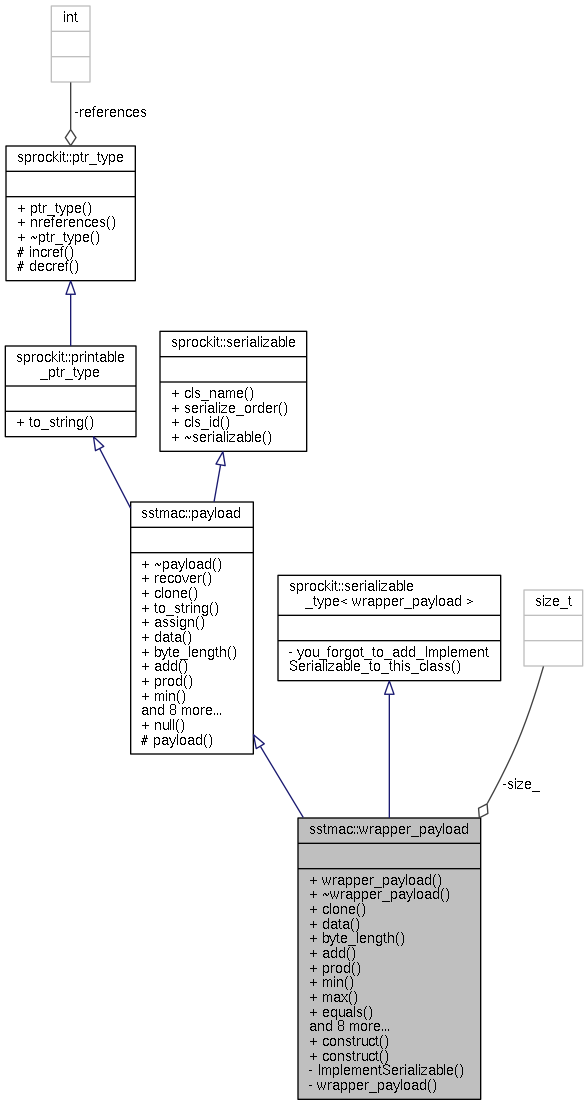 int
-references
sprockit::ptr_type
+ ptr_type()
+ nreferences()
+ ~ptr_type()
# incref()
# decref()
sprockit::printable
_ptr_type
+ to_string()
sprockit::serializable
+ cls_name()
+ serialize_order()
+ cls_id()
+ ~serializable()
sstmac::payload
+ ~payload()
+ recover()
+ clone()
+ to_string()
+ assign()
+ data()
+ byte_length()
+ add()
+ prod()
+ min()
and 8 more...
+ null()
# payload()
sprockit::serializable
_type< wrapper_payload >
- you_forgot_to_add_Implement
Serializable_to_this_class()
size_t
-size_
sstmac::wrapper_payload
+ wrapper_payload()
+ ~wrapper_payload()
+ clone()
+ data()
+ byte_length()
+ add()
+ prod()
+ min()
+ max()
+ equals()
and 8 more...
+ construct()
+ construct()
- ImplementSerializable()
- wrapper_payload()